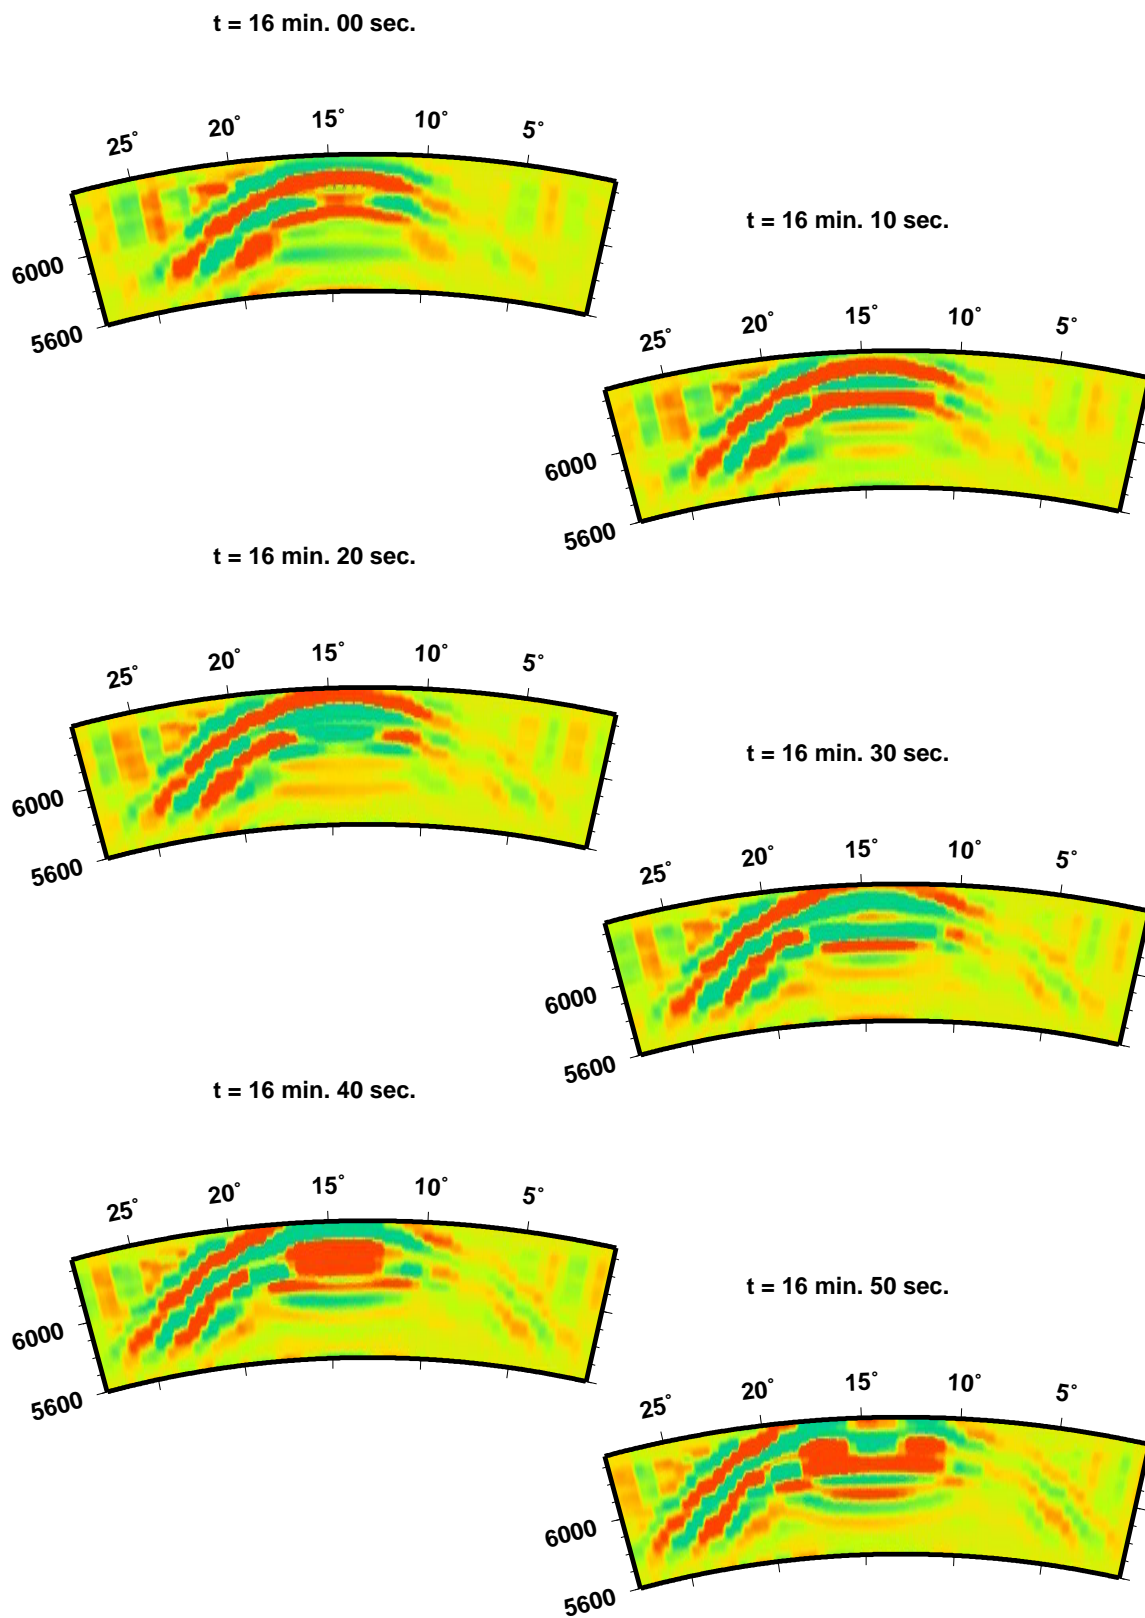 t = 16 min. 00 sec.
25° 20° 15° 10° 5°
6000
5600
t = 16 min. 10 sec.
25° 20° 15° 10° 5°
6000
5600
t = 16 min. 20 sec.
25° 20° 15° 10° 5°
6000
5600
t = 16 min. 30 sec.
25° 20° 15° 10° 5°
6000
5600
t = 16 min. 40 sec.
25° 20° 15° 10° 5°
6000
5600
t = 16 min. 50 sec.
25° 20° 15° 10° 5°
6000
5600